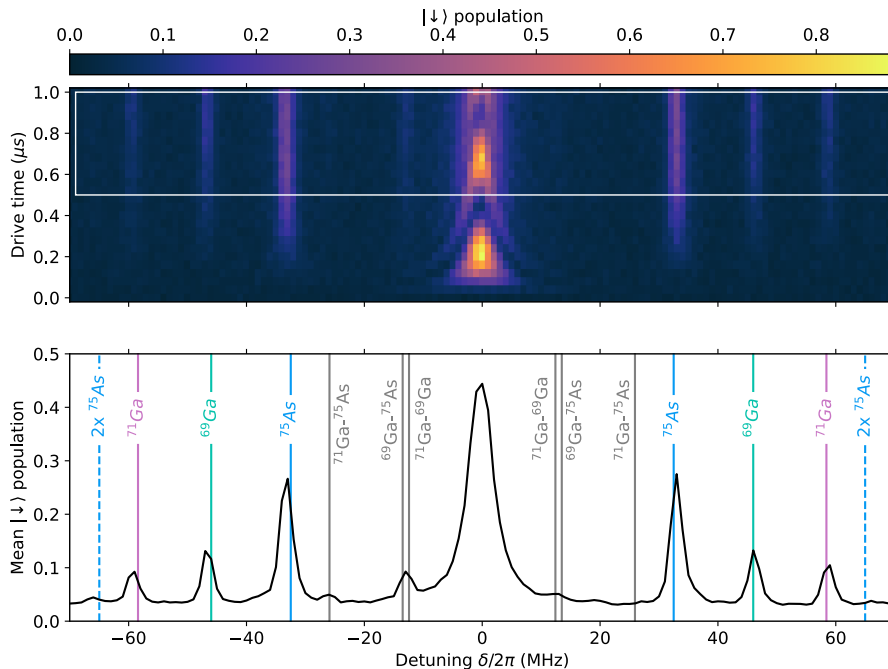 |↓⟩ population
0.0 0.1 0.2 0.3 0.4 0.5 0.6 0.7 0.8
Drive time (μs)
1.0
0.8
0.6
0.4
0.2
0.0
Mean |↓⟩ population
0.5
0.4
0.3
0.2
0.1
0.0
2x ⁷⁵As
⁷¹Ga
⁶⁹Ga
⁷⁵As
⁷¹Ga-⁷⁵As
⁶⁹Ga-⁷⁵As
⁷¹Ga-⁶⁹Ga
⁷¹Ga-⁶⁹Ga
⁶⁹Ga-⁷⁵As
⁷¹Ga-⁷⁵As
⁷⁵As
⁶⁹Ga
⁷¹Ga
2x ⁷⁵As
−60 −40 −20 0 20 40 60
Detuning δ/2π (MHz)